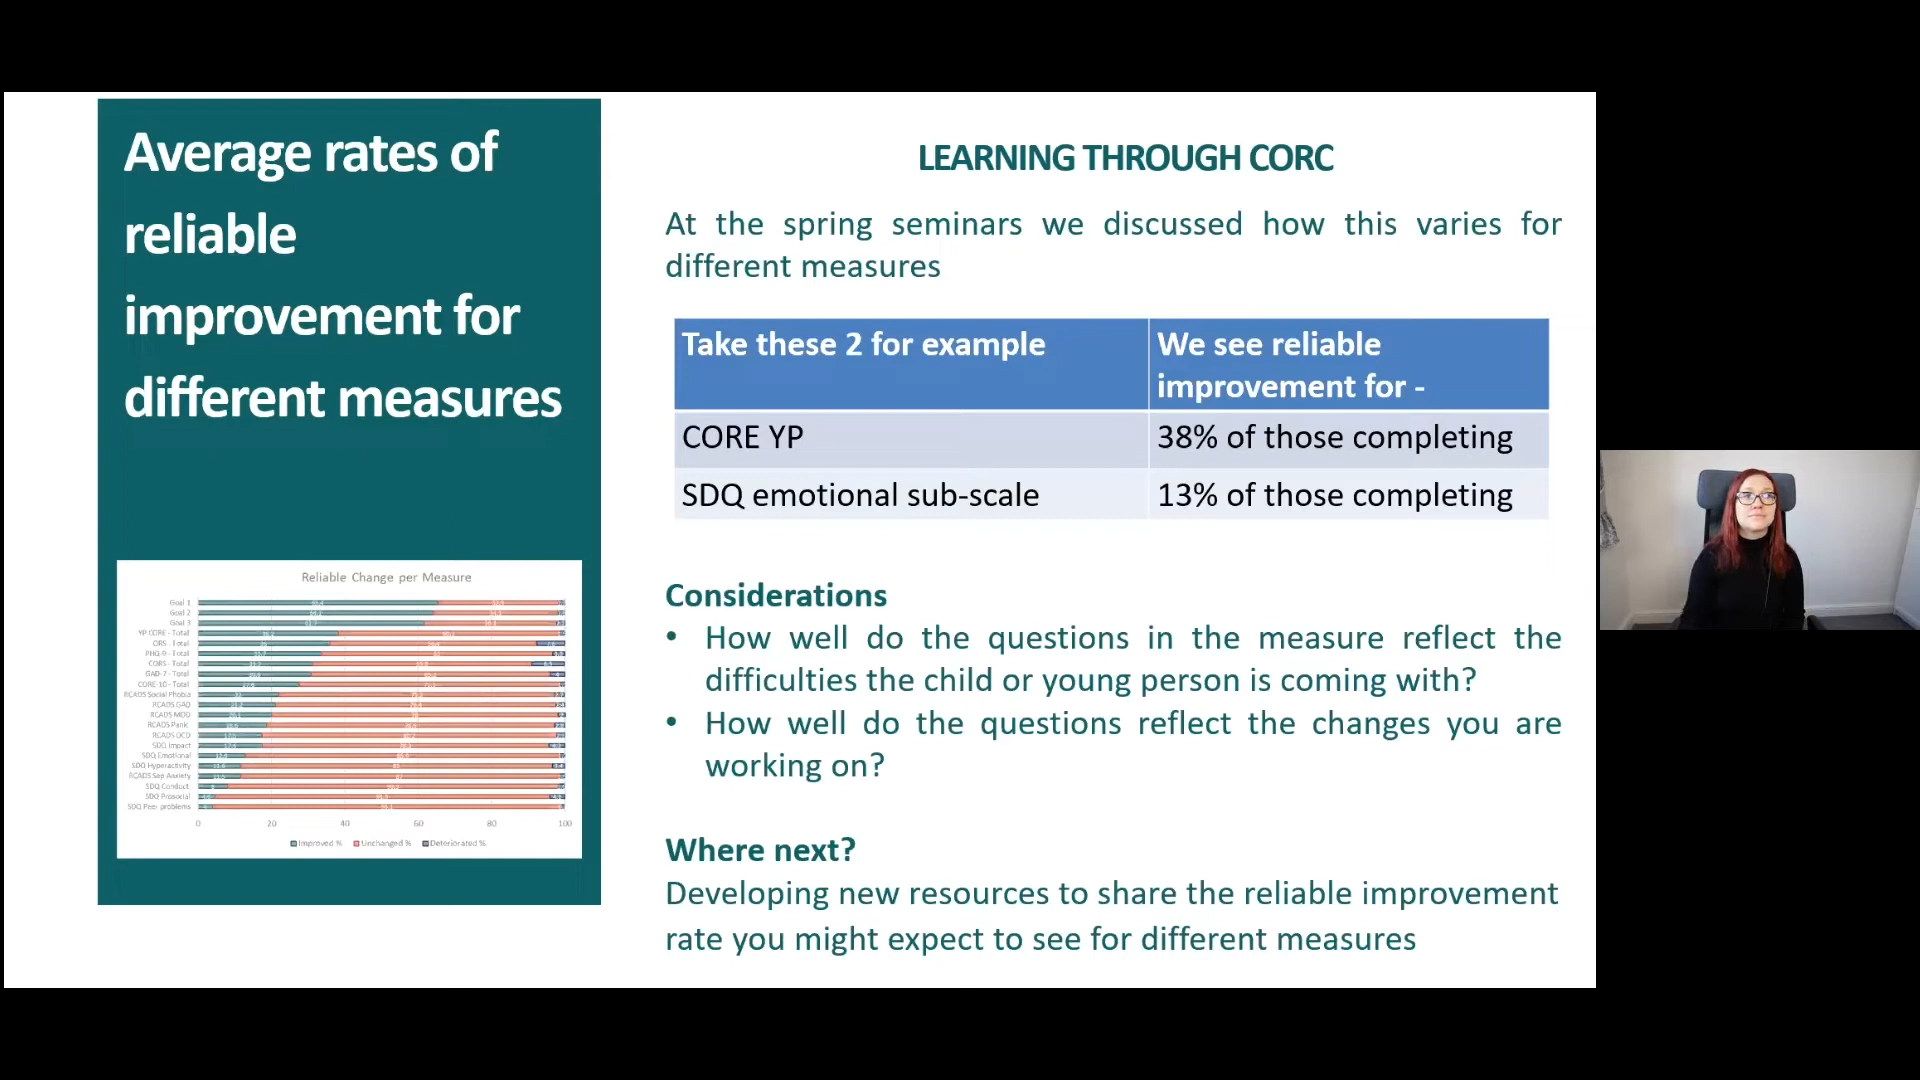 Average rates of
reliable
improvement for
different measures
Reliable Change per Measure
Goal 1
Goal 2
Goal 3
YP CORE - Total
ORS - Total
PHQ-9 - Total
CORS - Total
GAD-7 - Total
CORE-10 - Total
RCADS Social Phobia
RCADS GAD
RCADS MDD
RCADS Panic
RCADS OCD
SDQ Impact
SDQ Emotional
SDQ Hyperactivity
RCADS Sep Anxiety
SDQ Conduct
SDQ Prosocial
SDQ Peer problems
0 20 40 60 80 100
Improved % Unchanged % Deteriorated %
LEARNING THROUGH CORC
At the spring seminars we discussed how this varies for
different measures
Take these 2 for example
We see reliable
improvement for -
CORE YP
38% of those completing
SDQ emotional sub-scale
13% of those completing
Considerations
• How well do the questions in the measure reflect the
difficulties the child or young person is coming with?
• How well do the questions reflect the changes you are
working on?
Where next?
Developing new resources to share the reliable improvement
rate you might expect to see for different measures